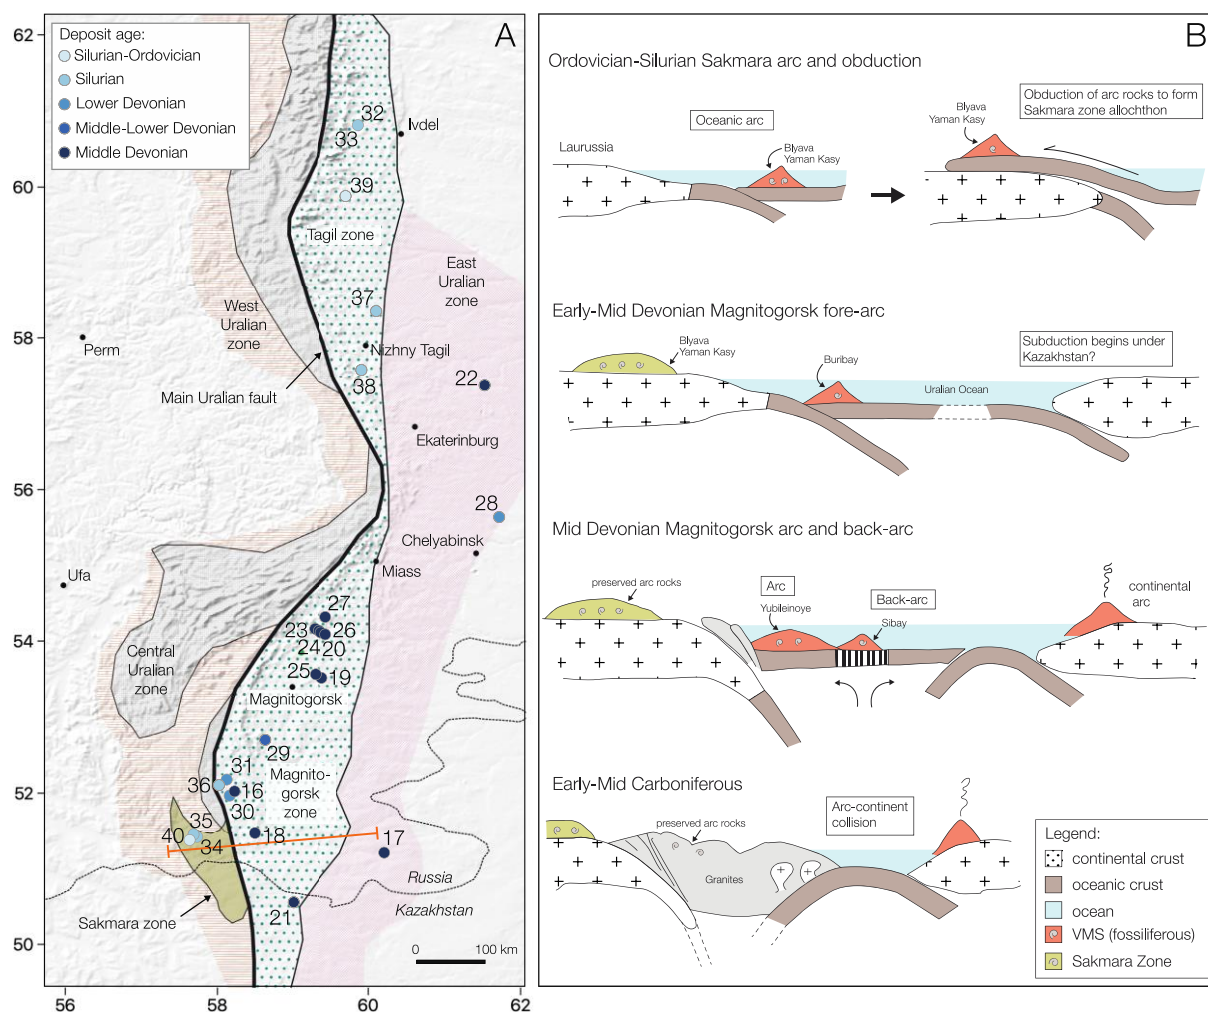 A
Deposit age:
Silurian-Ordovician
Silurian
Lower Devonian
Middle-Lower Devonian
Middle Devonian
62
60
58
56
54
52
50
56
58
60
62
32
33
Ivdel
39
Tagil zone
East
Uralian
zone
37
West
Uralian
zone
Perm
Nizhny Tagil
22
38
Main Uralian fault
Ekaterinburg
28
Chelyabinsk
Miass
Ufa
27
23
26
24
20
25
19
Central
Uralian
zone
Magnitogorsk
29
31
Magnito-
gorsk
zone
36
16
30
35
40
34
18
17
Russia
Kazakhstan
Sakmara zone
21
0
100 km
B
Ordovician-Silurian Sakmara arc and obduction
Oceanic arc
Laurussia
Blyava
Yaman Kasy
Blyava
Yaman Kasy
Obduction of arc rocks to form
Sakmara zone allochthon
Early-Mid Devonian Magnitogorsk fore-arc
Blyava
Yaman Kasy
Buribay
Uralian Ocean
Subduction begins under
Kazakhstan?
Mid Devonian Magnitogorsk arc and back-arc
preserved arc rocks
Arc
Yubileinoye
Back-arc
Sibay
continental
arc
Early-Mid Carboniferous
preserved arc rocks
Granites
Arc-continent
collision
Legend:
continental crust
oceanic crust
ocean
VMS (fossiliferous)
Sakmara Zone